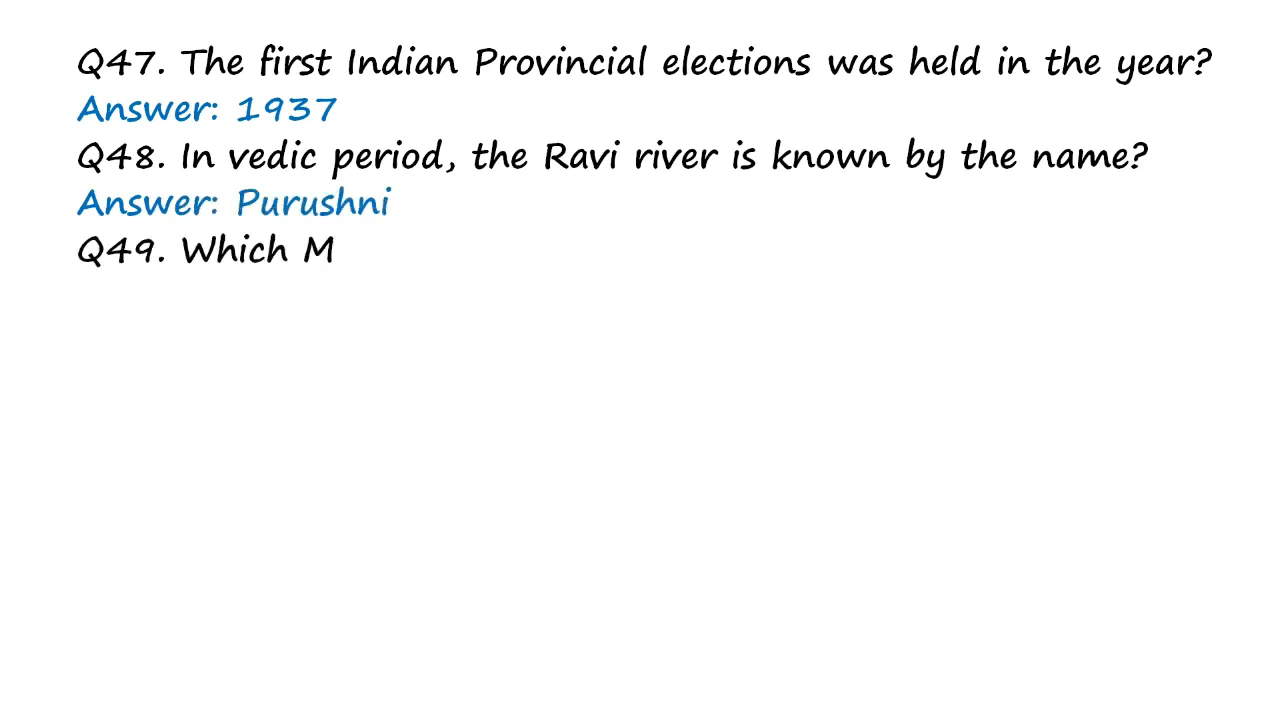 Q47. The first Indian Provincial elections was held in the year?
Answer: 1937
Q48. In vedic period, the Ravi river is known by the name?
Answer: Purushni
Q49. Which M